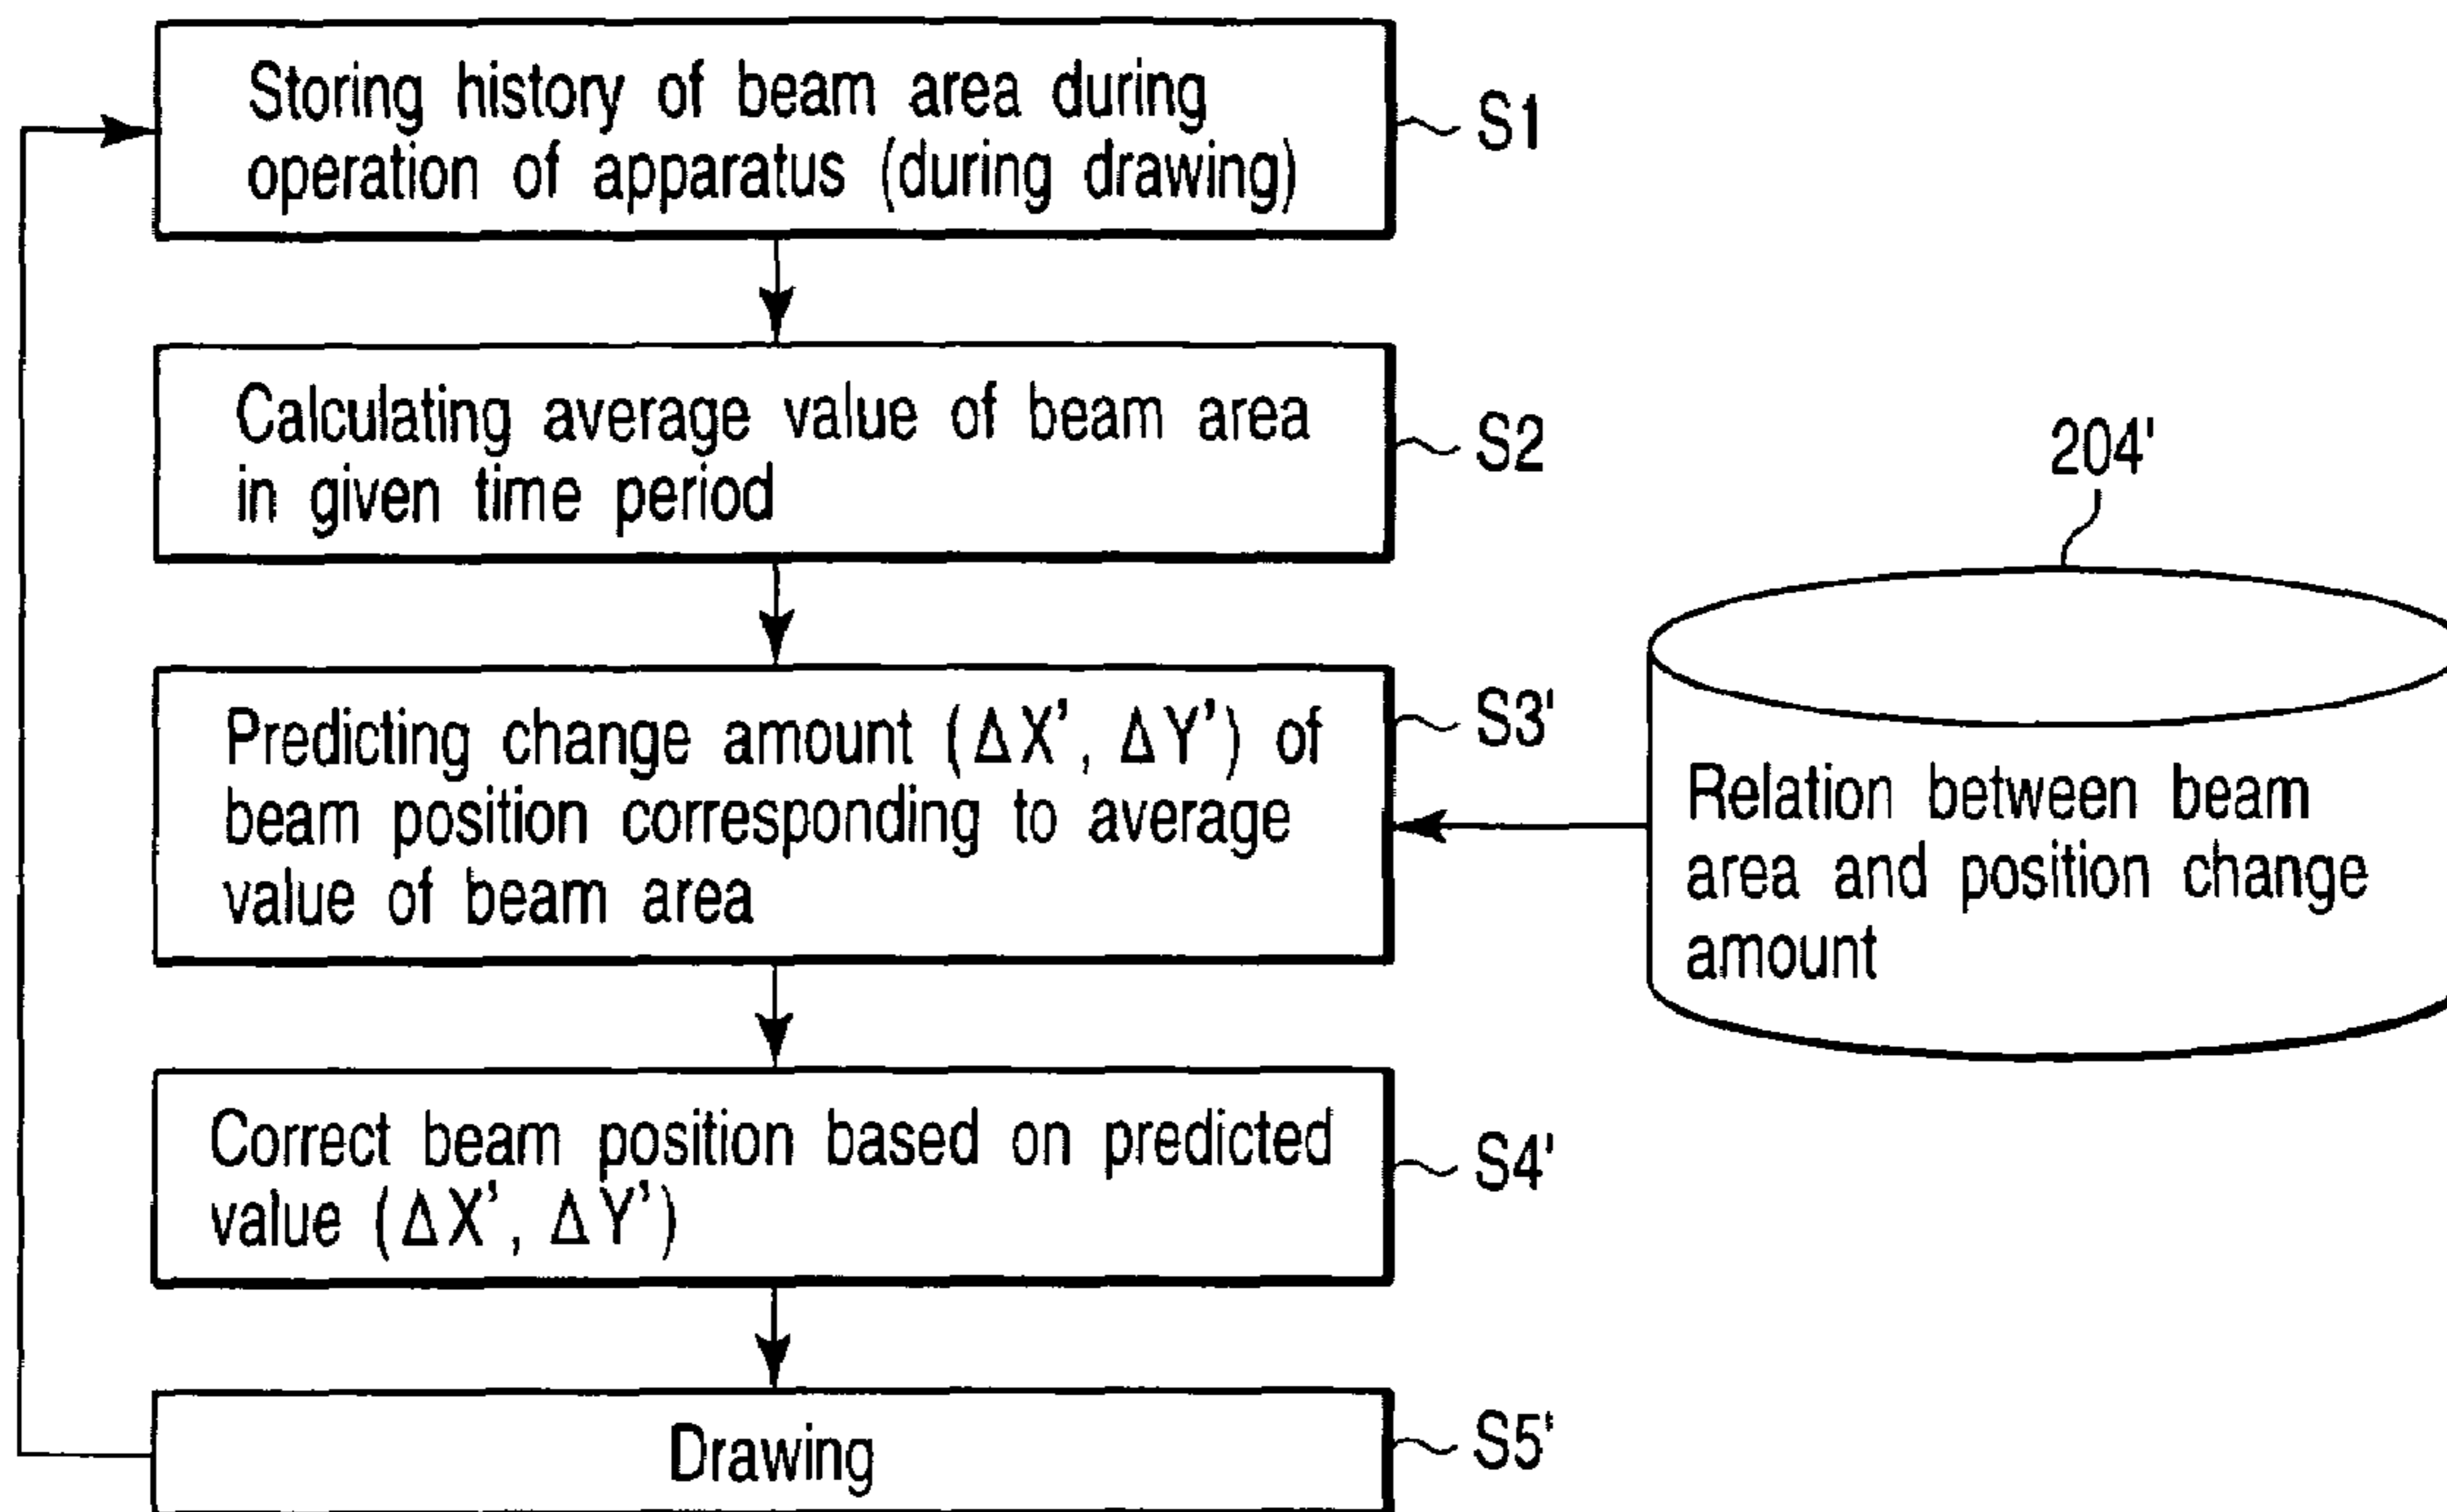 Storing history of beam area during
operation of apparatus (during drawing)
S1
Calculating average value of beam area
in given time period
S2
204'
Predicting change amount (ΔX', ΔY') of
beam position corresponding to average
value of beam area
S3'
Relation between beam
area and position change
amount
Correct beam position based on predicted
value (ΔX', ΔY')
S4'
Drawing
S5'